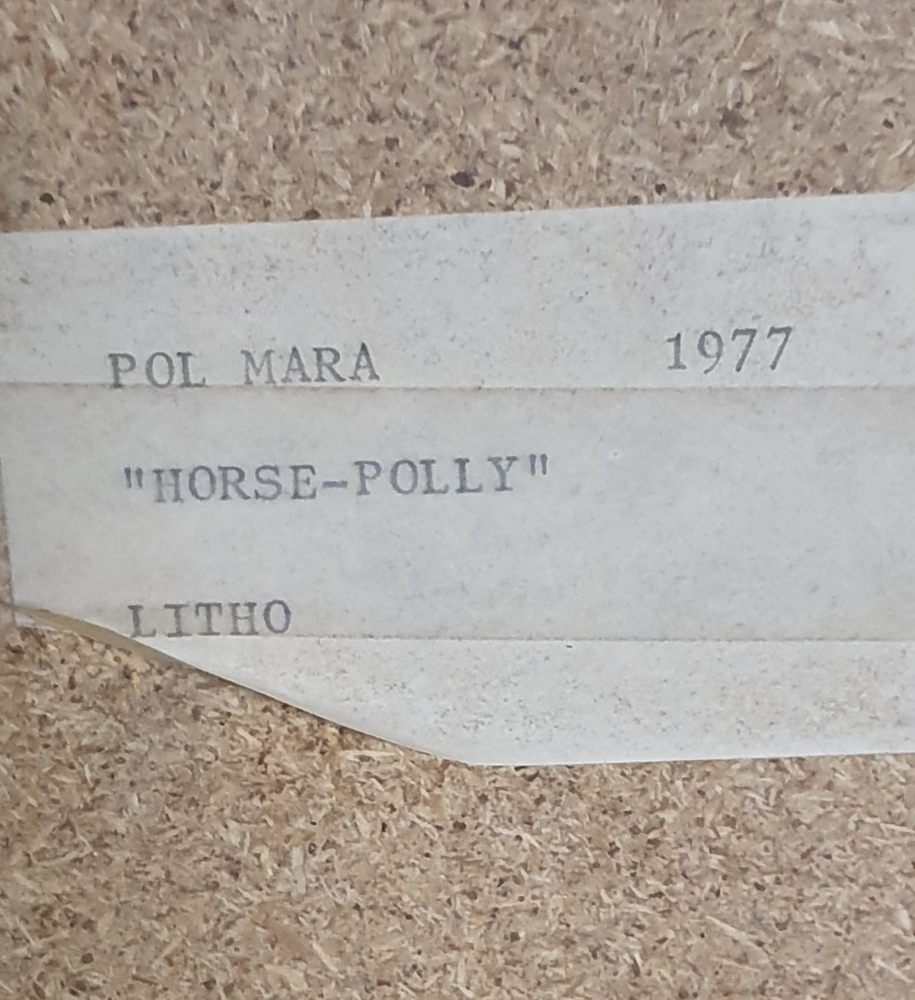 POL MARA 1977
"HORSE-POLLY"
LITHO